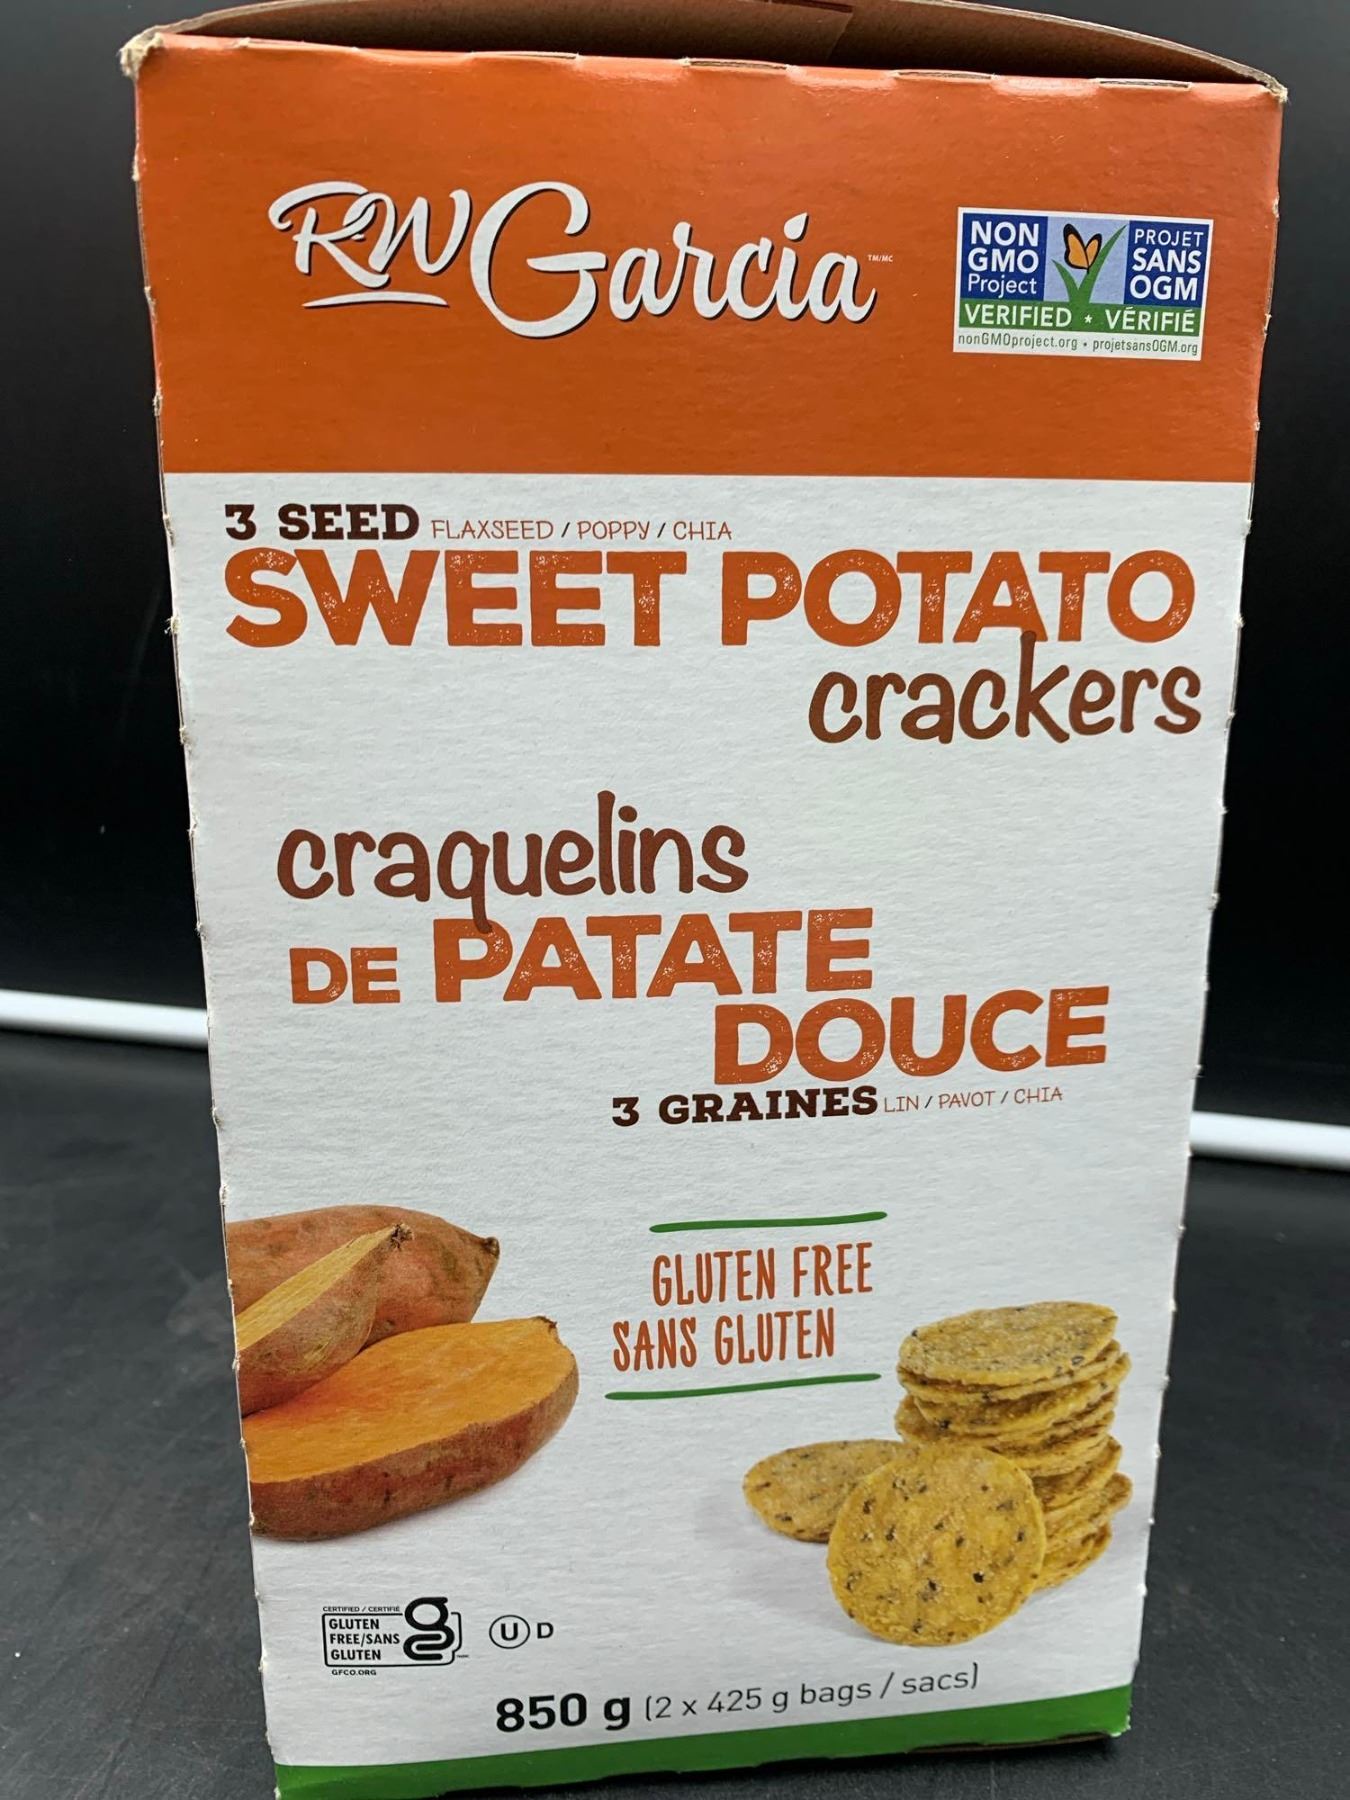 RW Garcia TM/MC
NON GMO Project
PROJET SANS OGM
VERIFIED * VÉRIFIÉ
nonGMOproject.org • projetsansOGM.org
3 SEED FLAXSEED / POPPY / CHIA
SWEET POTATO
crackers
craquelins
DE PATATE
DOUCE
3 GRAINES LIN / PAVOT / CHIA
GLUTEN FREE
SANS GLUTEN
CERTIFIED / CERTIFIÉ
GLUTEN
FREE/SANS
GLUTEN
GFCO.ORG
U D
850 g (2 x 425 g bags / sacs)